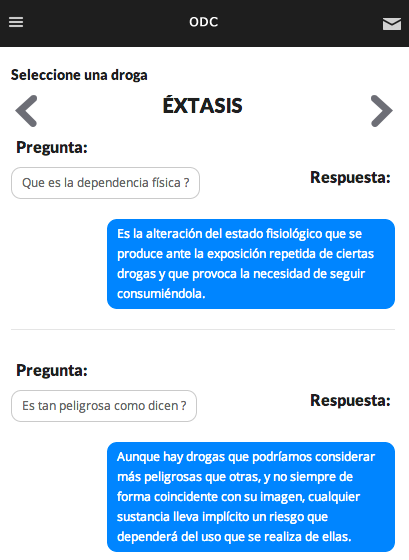 ODC
Seleccione una droga
ÉXTASIS
Pregunta:
Que es la dependencia física ?
Respuesta:
Es la alteración del estado fisiológico que se
produce ante la exposición repetida de ciertas
drogas y que provoca la necesidad de seguir
consumiéndola.
Pregunta:
Es tan peligrosa como dicen ?
Respuesta:
Aunque hay drogas que podríamos considerar
más peligrosas que otras, y no siempre de
forma coincidente con su imagen, cualquier
sustancia lleva implícito un riesgo que
dependerá del uso que se realiza de ellas.